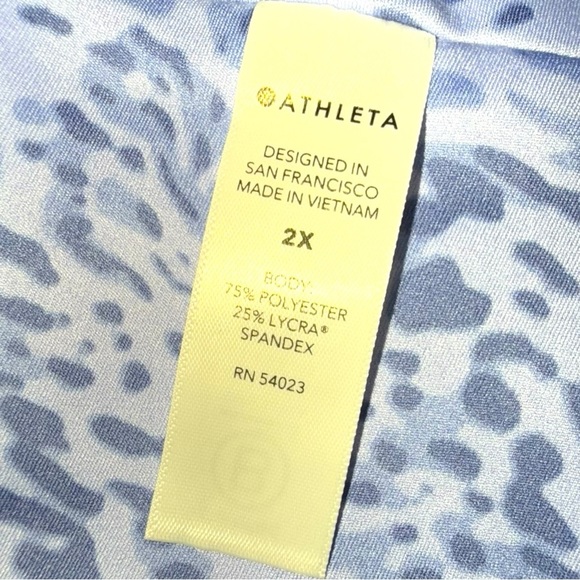 ATHLETA
DESIGNED IN
SAN FRANCISCO
MADE IN VIETNAM
2X
BODY:
75% POLYESTER
25% LYCRA®
SPANDEX
RN 54023